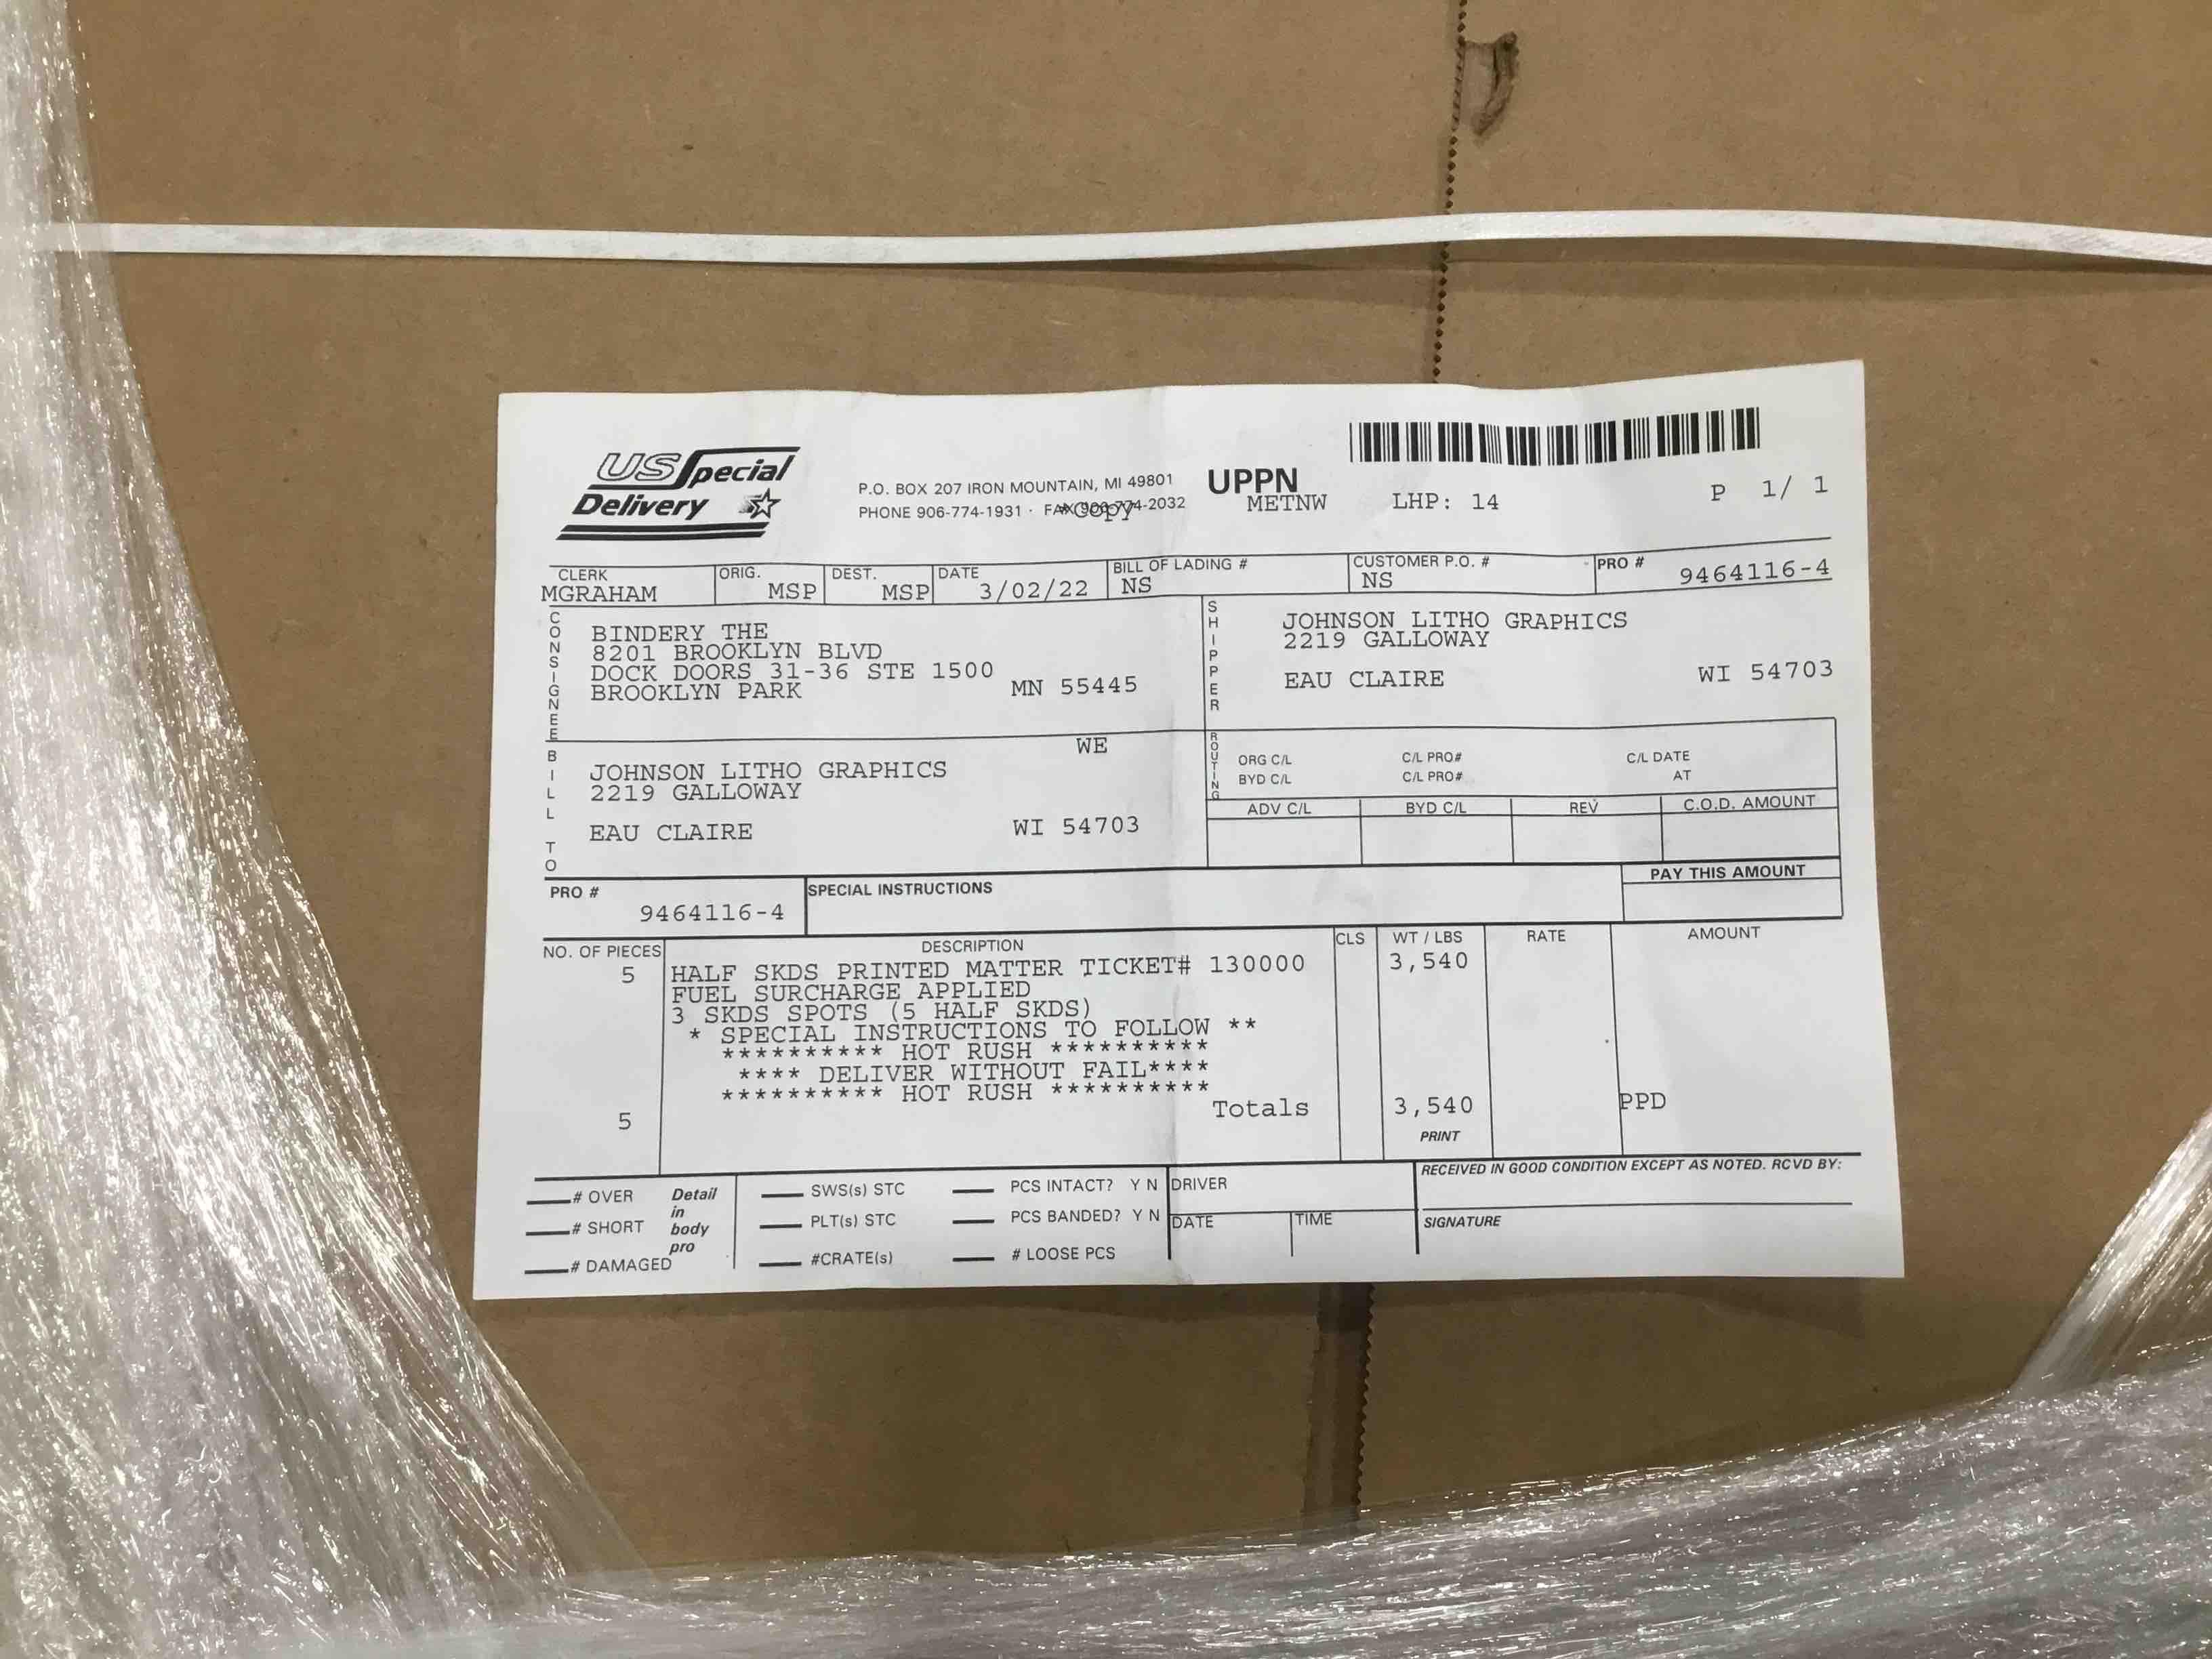 US Special
Delivery
P.O. BOX 207 IRON MOUNTAIN, MI 49801
PHONE 906-774-1931 · FAX 906-774-2032
*Copy*
UPPN
METNW
LHP: 14
P 1/ 1
CLERK
MGRAHAM
ORIG.
MSP
DEST.
MSP
DATE
3/02/22
BILL OF LADING #
NS
CUSTOMER P.O. #
NS
PRO #
9464116-4
CONSIGNEE
BINDERY THE
8201 BROOKLYN BLVD
DOCK DOORS 31-36 STE 1500
BROOKLYN PARK MN 55445
SHIPPER
JOHNSON LITHO GRAPHICS
2219 GALLOWAY
EAU CLAIRE WI 54703
BILL TO
WE
JOHNSON LITHO GRAPHICS
2219 GALLOWAY
EAU CLAIRE WI 54703
ROUTING
ORG C/L C/L PRO# C/L DATE
BYD C/L C/L PRO# AT
ADV C/L BYD C/L REV C.O.D. AMOUNT
PRO #
9464116-4
SPECIAL INSTRUCTIONS
PAY THIS AMOUNT
NO. OF PIECES DESCRIPTION CLS WT / LBS RATE AMOUNT
5 HALF SKDS PRINTED MATTER TICKET# 130000 3,540
FUEL SURCHARGE APPLIED
3 SKDS SPOTS (5 HALF SKDS)
* SPECIAL INSTRUCTIONS TO FOLLOW **
********** HOT RUSH **********
**** DELIVER WITHOUT FAIL****
********** HOT RUSH **********
5 Totals 3,540 PPD
PRINT
# OVER
# SHORT
# DAMAGED
Detail
in
body
pro
SWS(s) STC
PLT(s) STC
#CRATE(s)
PCS INTACT? Y N
PCS BANDED? Y N
# LOOSE PCS
DRIVER
DATE
TIME
RECEIVED IN GOOD CONDITION EXCEPT AS NOTED. RCVD BY:
SIGNATURE